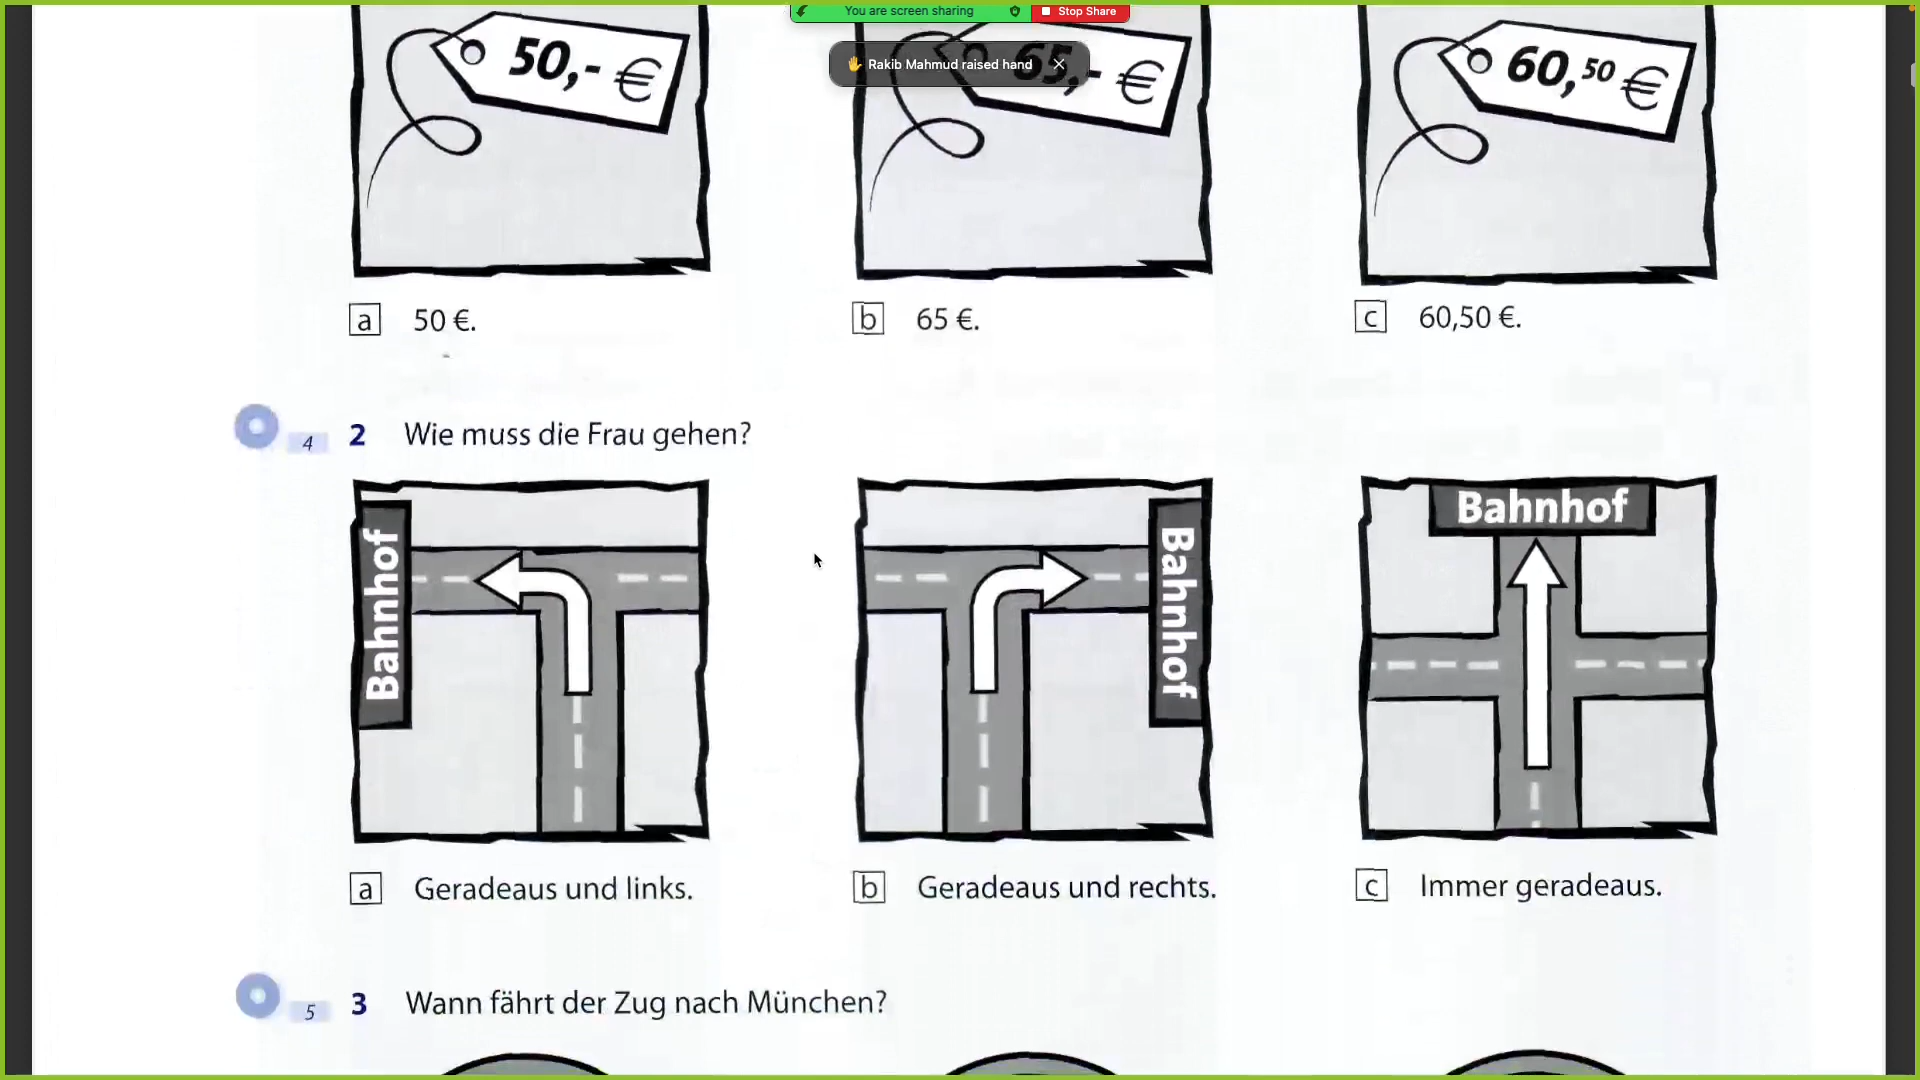 You are screen sharing Stop Share
50,- €
65,- €
60,50 €
Rakib Mahmud raised hand
a 50 €.
b 65 €.
c 60,50 €.
4 2 Wie muss die Frau gehen?
Bahnhof
Bahnhof
Bahnhof
a Geradeaus und links.
b Geradeaus und rechts.
c Immer geradeaus.
5 3 Wann fährt der Zug nach München?